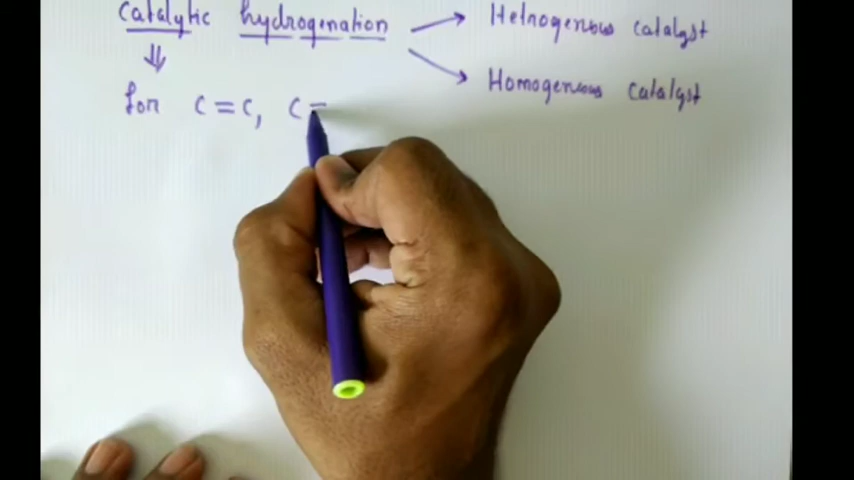 Catalytic hydrogenation
Hetrogenous catalyst
Homogenous catalyst
for C = C, C =